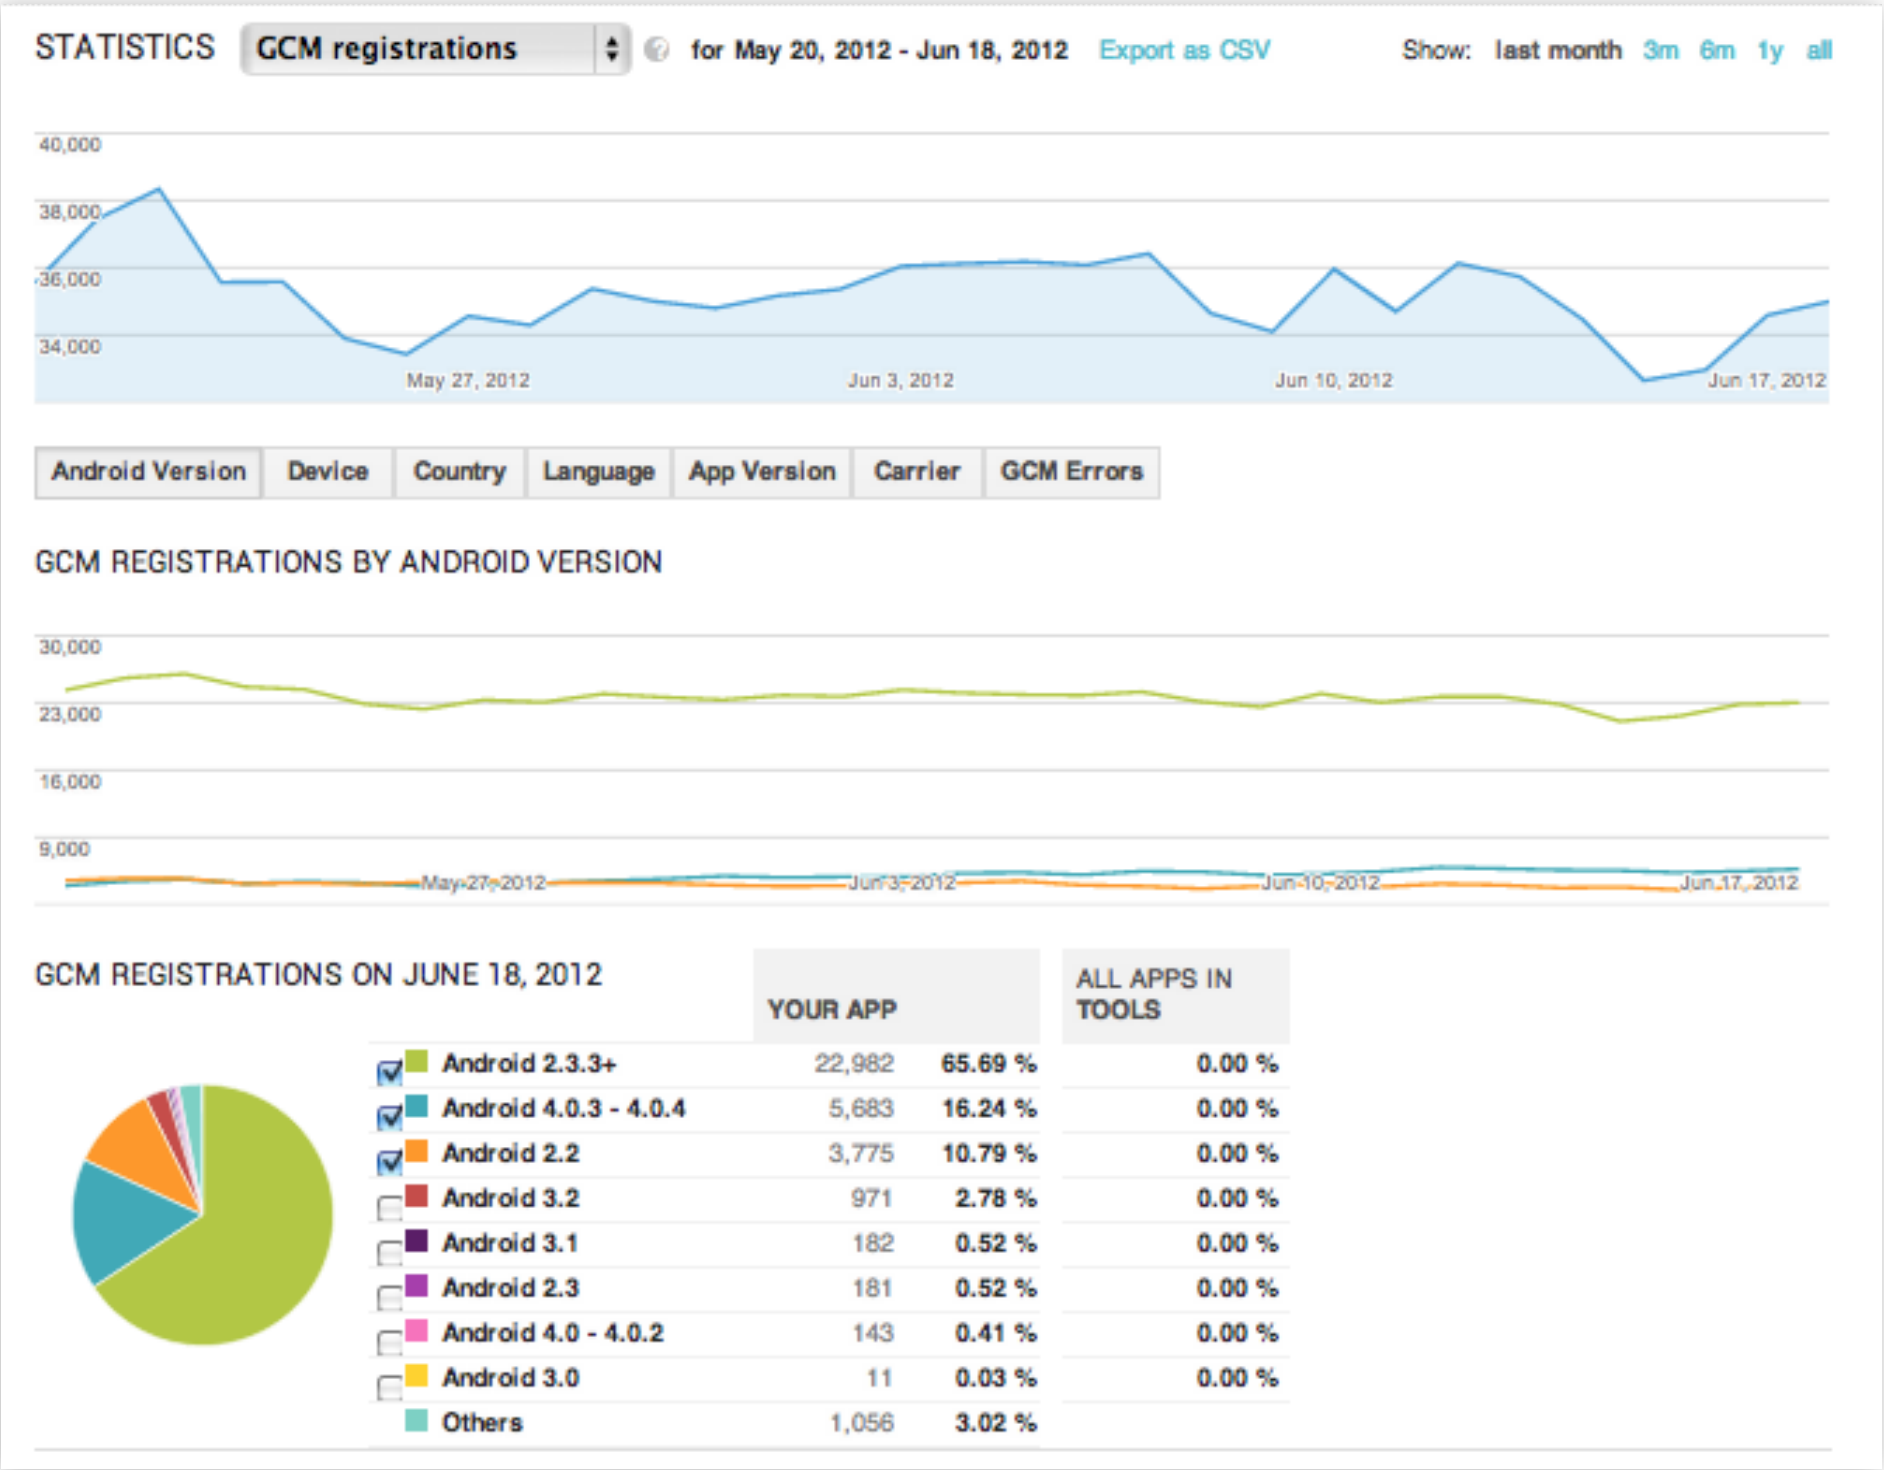 STATISTICS GCM registrations for May 20, 2012 - Jun 18, 2012 Export as CSV Show: last month 3m 6m 1y all
40,000
38,000
36,000
34,000
May 27, 2012 Jun 3, 2012 Jun 10, 2012 Jun 17, 2012
Android Version Device Country Language App Version Carrier GCM Errors
GCM REGISTRATIONS BY ANDROID VERSION
30,000
23,000
16,000
9,000
May 27, 2012 Jun 3, 2012 Jun 10, 2012 Jun 17, 2012
GCM REGISTRATIONS ON JUNE 18, 2012
YOUR APP
ALL APPS IN
TOOLS
Android 2.3.3+ 22,982 65.69 % 0.00 %
Android 4.0.3 - 4.0.4 5,683 16.24 % 0.00 %
Android 2.2 3,775 10.79 % 0.00 %
Android 3.2 971 2.78 % 0.00 %
Android 3.1 182 0.52 % 0.00 %
Android 2.3 181 0.52 % 0.00 %
Android 4.0 - 4.0.2 143 0.41 % 0.00 %
Android 3.0 11 0.03 % 0.00 %
Others 1,056 3.02 %